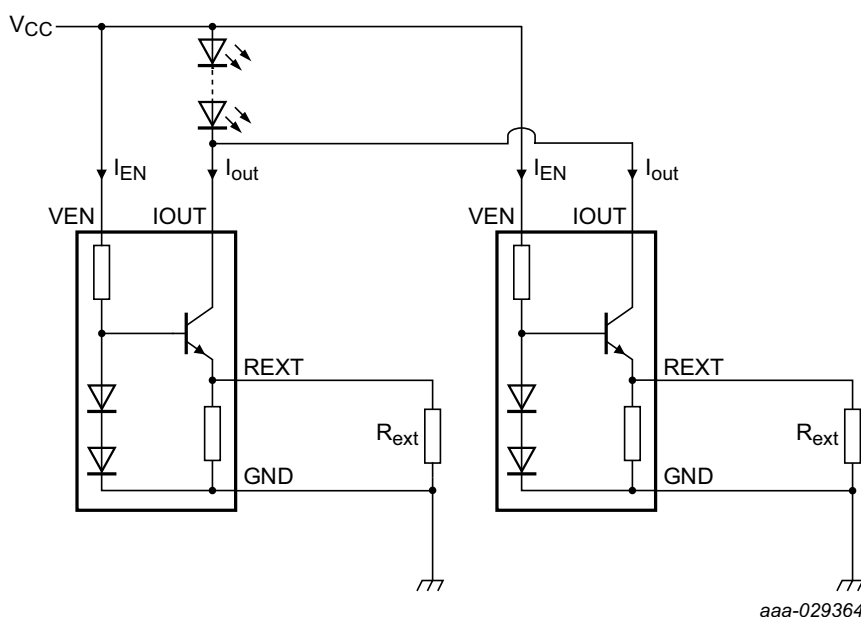 VCC
IEN
Iout
IEN
Iout
VEN
IOUT
VEN
IOUT
REXT
REXT
Rext
Rext
GND
GND
aaa-029364